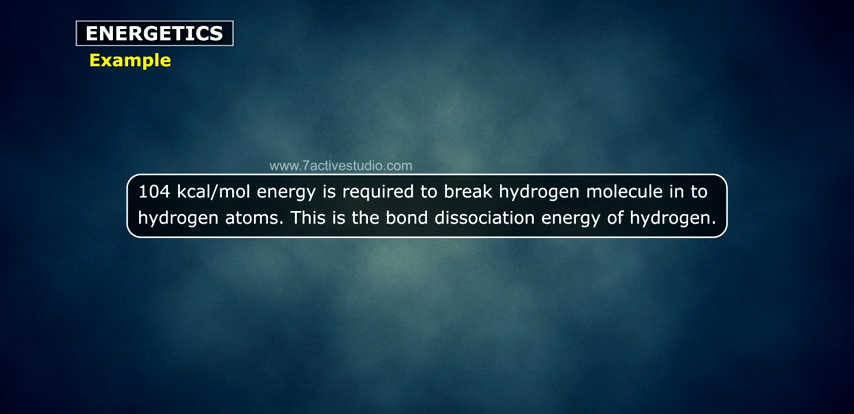 ENERGETICS
Example
www.7activestudio.com
104 kcal/mol energy is required to break hydrogen molecule in to
hydrogen atoms. This is the bond dissociation energy of hydrogen.